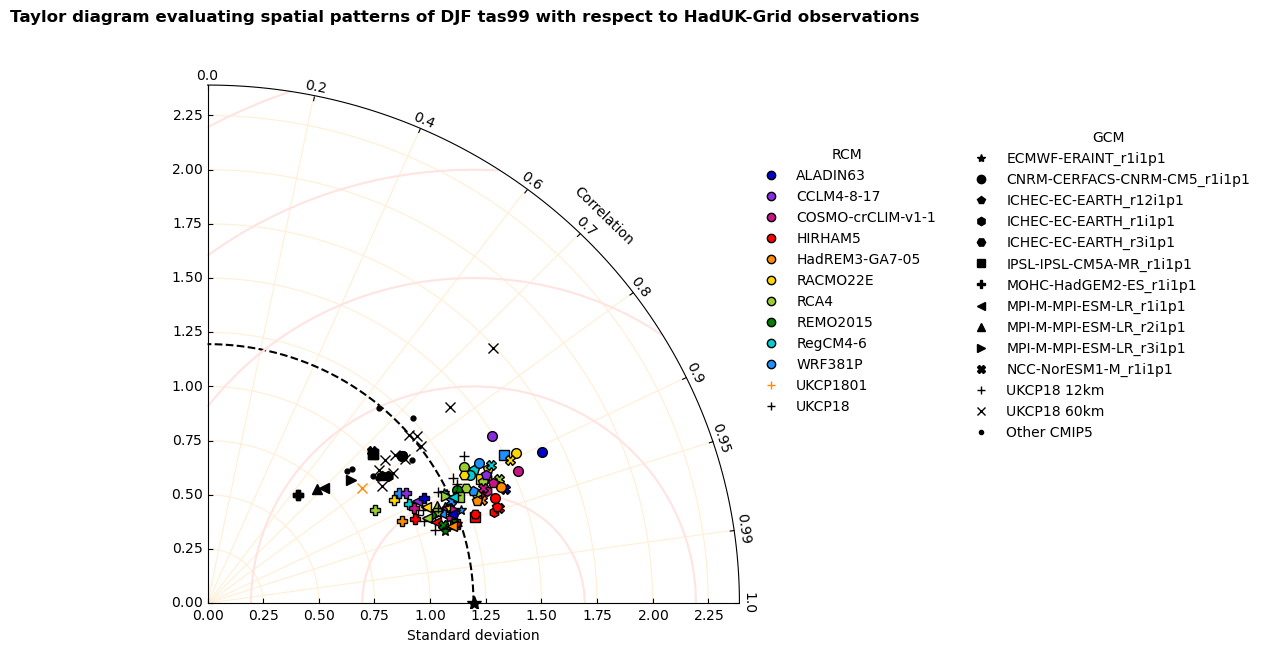 Taylor diagram evaluating spatial patterns of DJF tas99 with respect to HadUK-Grid observations
0.0
0.2
0.4
0.6
0.7
0.8
0.9
0.95
0.99
1.0
Correlation
2.25
2.00
1.75
1.50
1.25
1.00
0.75
0.50
0.25
0.00
0.00 0.25 0.50 0.75 1.00 1.25 1.50 1.75 2.00 2.25
Standard deviation
RCM
ALADIN63
CCLM4-8-17
COSMO-crCLIM-v1-1
HIRHAM5
HadREM3-GA7-05
RACMO22E
RCA4
REMO2015
RegCM4-6
WRF381P
UKCP1801
UKCP18
GCM
ECMWF-ERAINT_r1i1p1
CNRM-CERFACS-CNRM-CM5_r1i1p1
ICHEC-EC-EARTH_r12i1p1
ICHEC-EC-EARTH_r1i1p1
ICHEC-EC-EARTH_r3i1p1
IPSL-IPSL-CM5A-MR_r1i1p1
MOHC-HadGEM2-ES_r1i1p1
MPI-M-MPI-ESM-LR_r1i1p1
MPI-M-MPI-ESM-LR_r2i1p1
MPI-M-MPI-ESM-LR_r3i1p1
NCC-NorESM1-M_r1i1p1
UKCP18 12km
UKCP18 60km
Other CMIP5